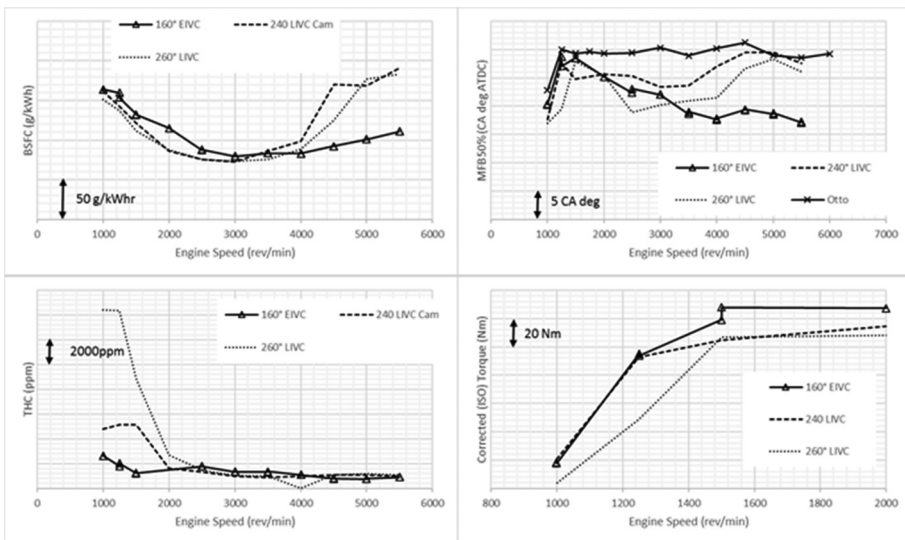 160° EIVC
240 LIVC Cam
260° LIVC
BSFC (g/kWh)
50 g/kWhr
0 1000 2000 3000 4000 5000 6000
Engine Speed (rev/min)
MFB50%(CA deg ATDC)
160° EIVC
240° LIVC
260° LIVC
Otto
5 CA deg
0 1000 2000 3000 4000 5000 6000 7000
Engine Speed (rev/min)
160° EIVC
240 LIVC Cam
260° LIVC
2000ppm
THC (ppm)
0 1000 2000 3000 4000 5000 6000
Engine Speed (rev/min)
20 Nm
Corrected (ISO) Torque (Nm)
160° EIVC
240 LIVC
260° LIVC
800 1000 1200 1400 1600 1800 2000
Engine Speed (rev/min)